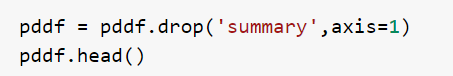 pddf = pddf.drop('summary',axis=1)
pddf.head()